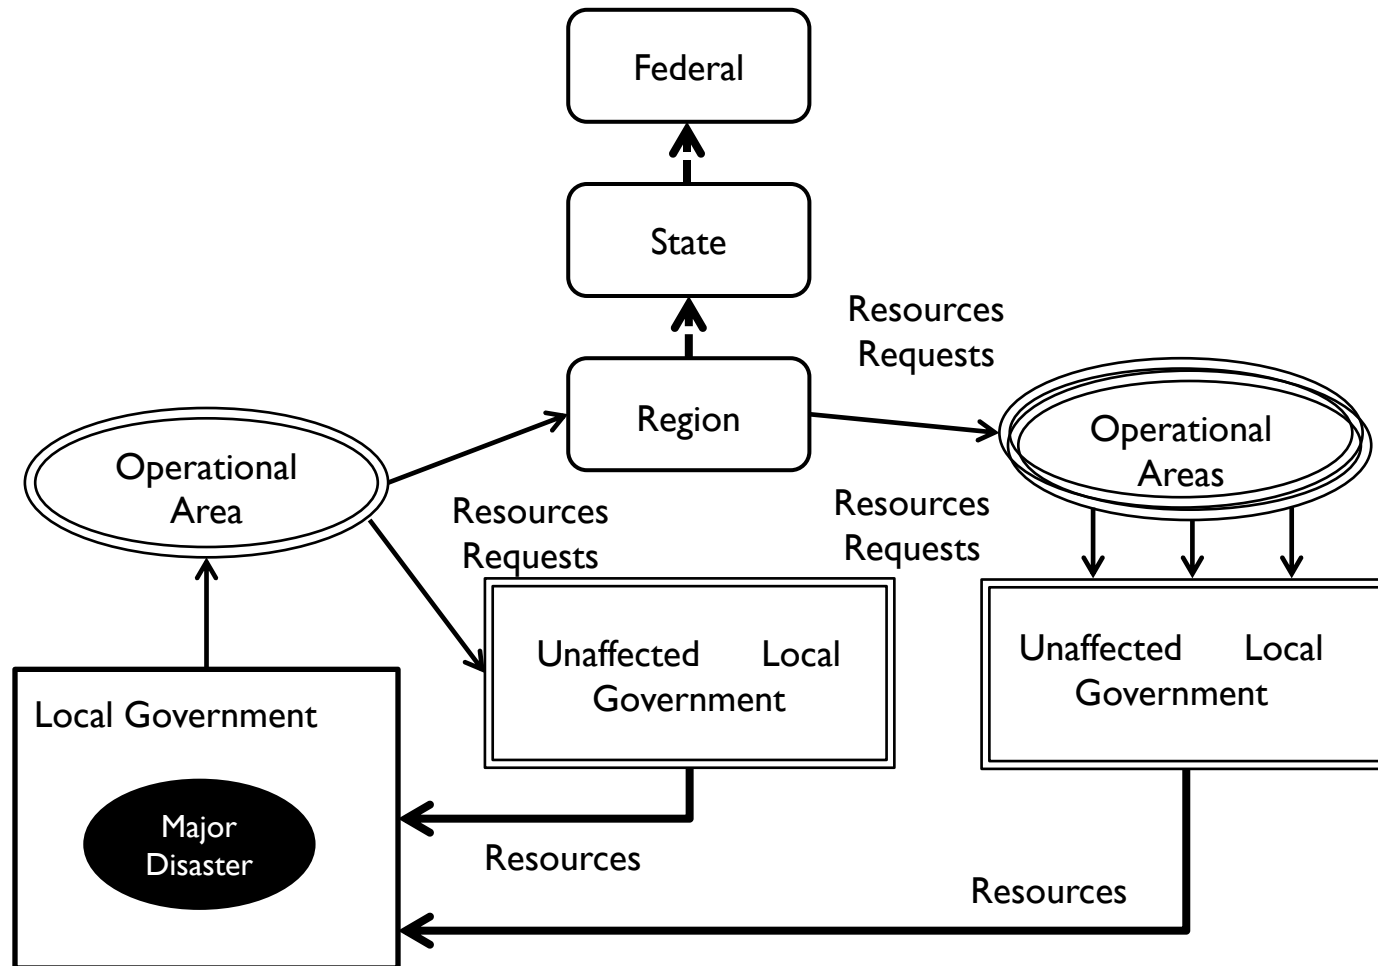 Federal
State
Resources
Requests
Region
Operational
Areas
Operational
Area
Resources
Requests
Resources
Requests
Unaffected Local
Government
Unaffected Local
Government
Local Government
Major
Disaster
Resources
Resources